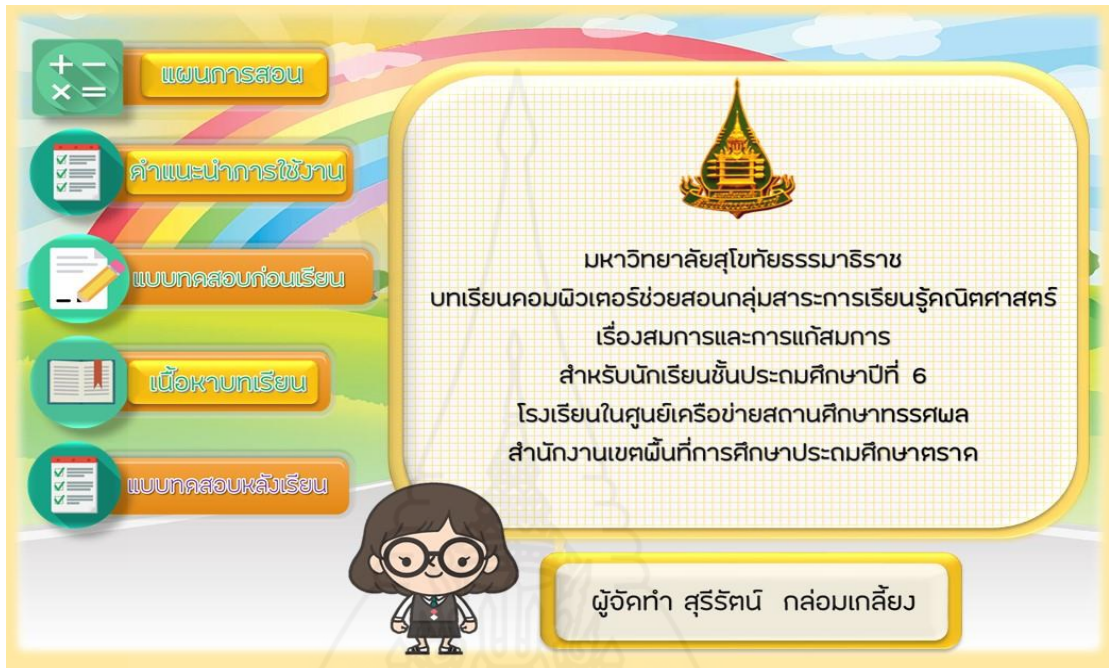 แผนการสอน
คำแนะนำการใช้งาน
แบบทดสอบก่อนเรียน
เนื้อหาบทเรียน
แบบทดสอบหลังเรียน
มหาวิทยาลัยสุโขทัยธรรมาธิราช
บทเรียนคอมพิวเตอร์ช่วยสอนกลุ่มสาระการเรียนรู้คณิตศาสตร์
เรื่องสมการและการแก้สมการ
สำหรับนักเรียนชั้นประถมศึกษาปีที่ 6
โรงเรียนในศูนย์เครือข่ายสถานศึกษาทรรศพล
สำนักงานเขตพื้นที่การศึกษาประถมศึกษาตราด
ผู้จัดทำ สุรีรัตน์ กล่อมเกลี้ยง